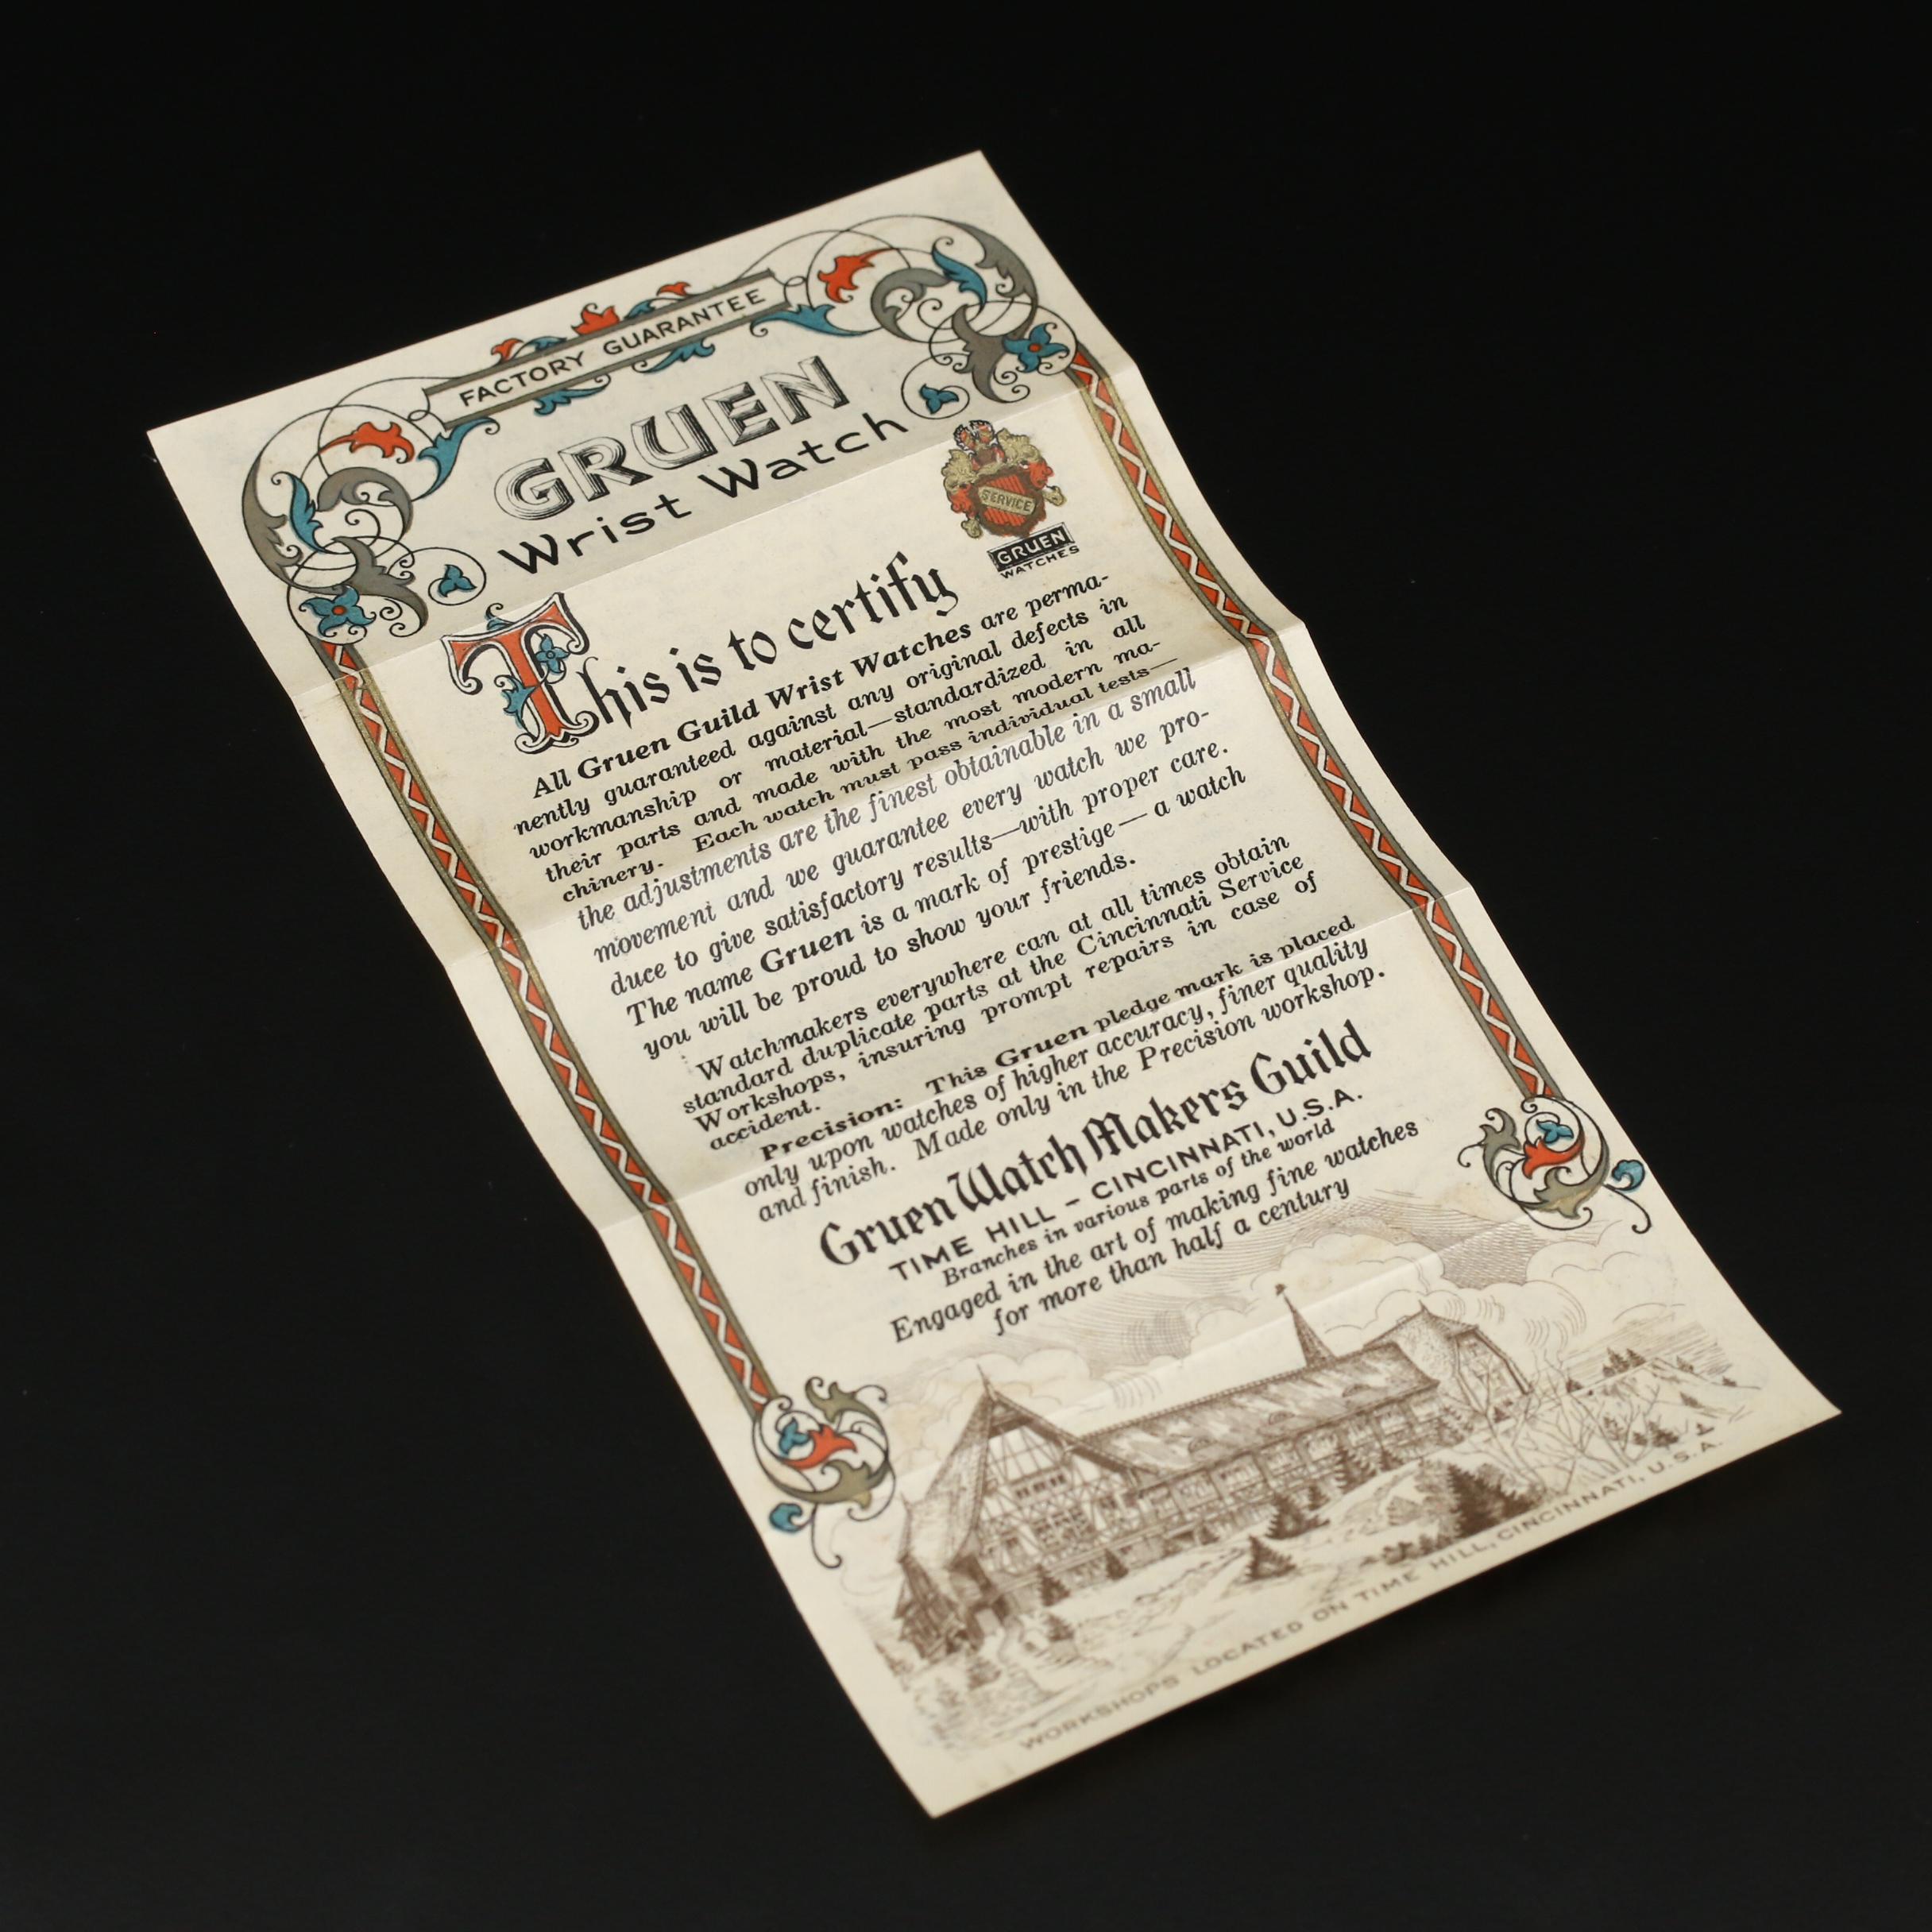 FACTORY GUARANTEE
GRUEN
Wrist Watch
SERVICE
GRUEN
WATCHES
This is to certify
All Gruen Guild Wrist Watches are perma-
nently guaranteed against any original defects in
workmanship or material—standardized in all
their parts and made with the most modern ma-
chinery. Each watch must pass individual tests—
the adjustments are the finest obtainable in a small
movement and we guarantee every watch we pro-
duce to give satisfactory results—with proper care.
The name Gruen is a mark of prestige—a watch
you will be proud to show your friends.
Watchmakers everywhere can at all times obtain
standard duplicate parts at the Cincinnati Service
Workshops, insuring prompt repairs in case of
accident.
Precision: This Gruen pledge mark is placed
only upon watches of higher accuracy, finer quality
and finish. Made only in the Precision workshop.
Gruen Watch Makers Guild
TIME HILL - CINCINNATI, U.S.A.
Branches in various parts of the world
Engaged in the art of making fine watches
for more than half a century
WORKSHOPS LOCATED ON TIME HILL, CINCINNATI, U.S.A.